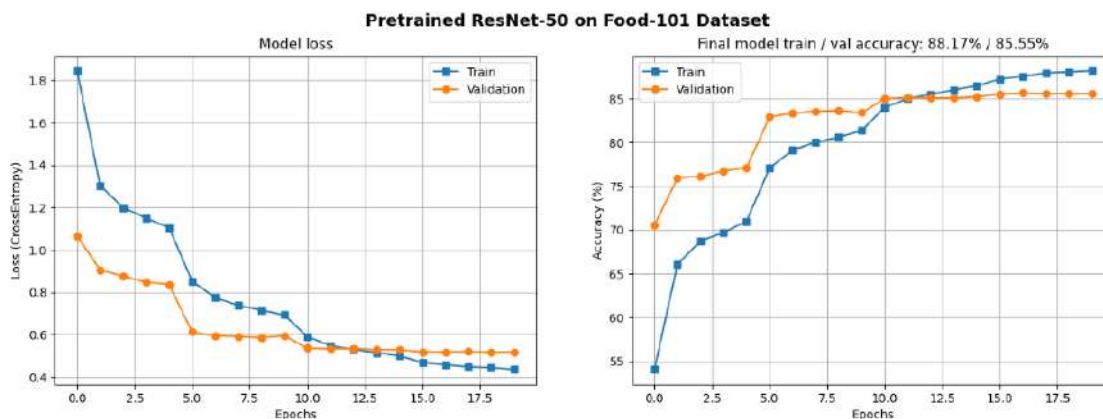 Pretrained ResNet-50 on Food-101 Dataset
Model loss
Train
Validation
1.8
1.6
1.4
1.2
1.0
0.8
0.6
0.4
Loss (CrossEntropy)
0.0 2.5 5.0 7.5 10.0 12.5 15.0 17.5
Epochs
Final model train / val accuracy: 88.17% / 85.55%
Train
Validation
85
80
75
70
65
60
55
Accuracy (%)
0.0 2.5 5.0 7.5 10.0 12.5 15.0 17.5
Epochs